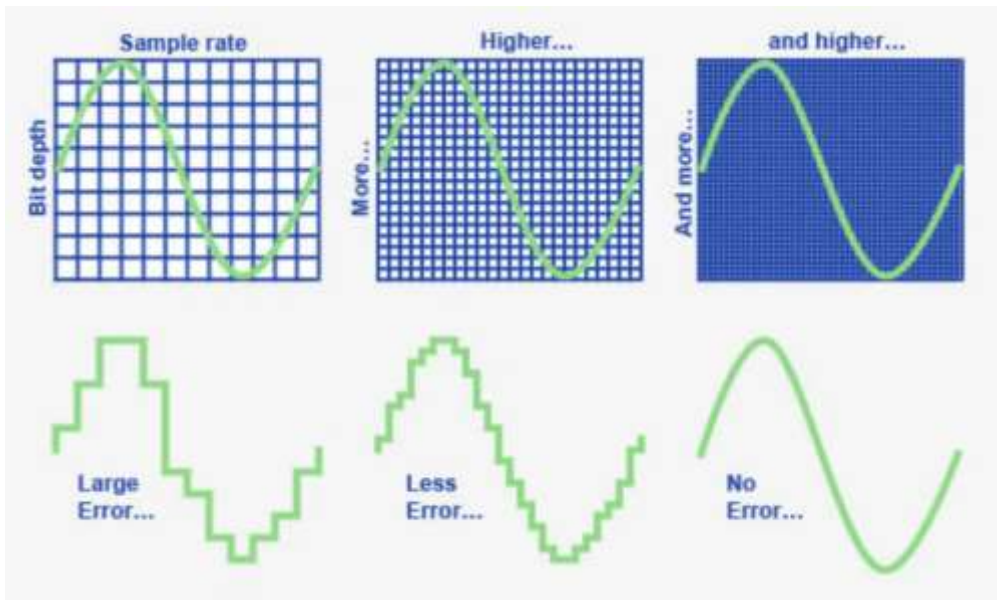 Sample rate
Higher...
and higher...
Bit depth
More...
And more...
Large
Error...
Less
Error...
No
Error...